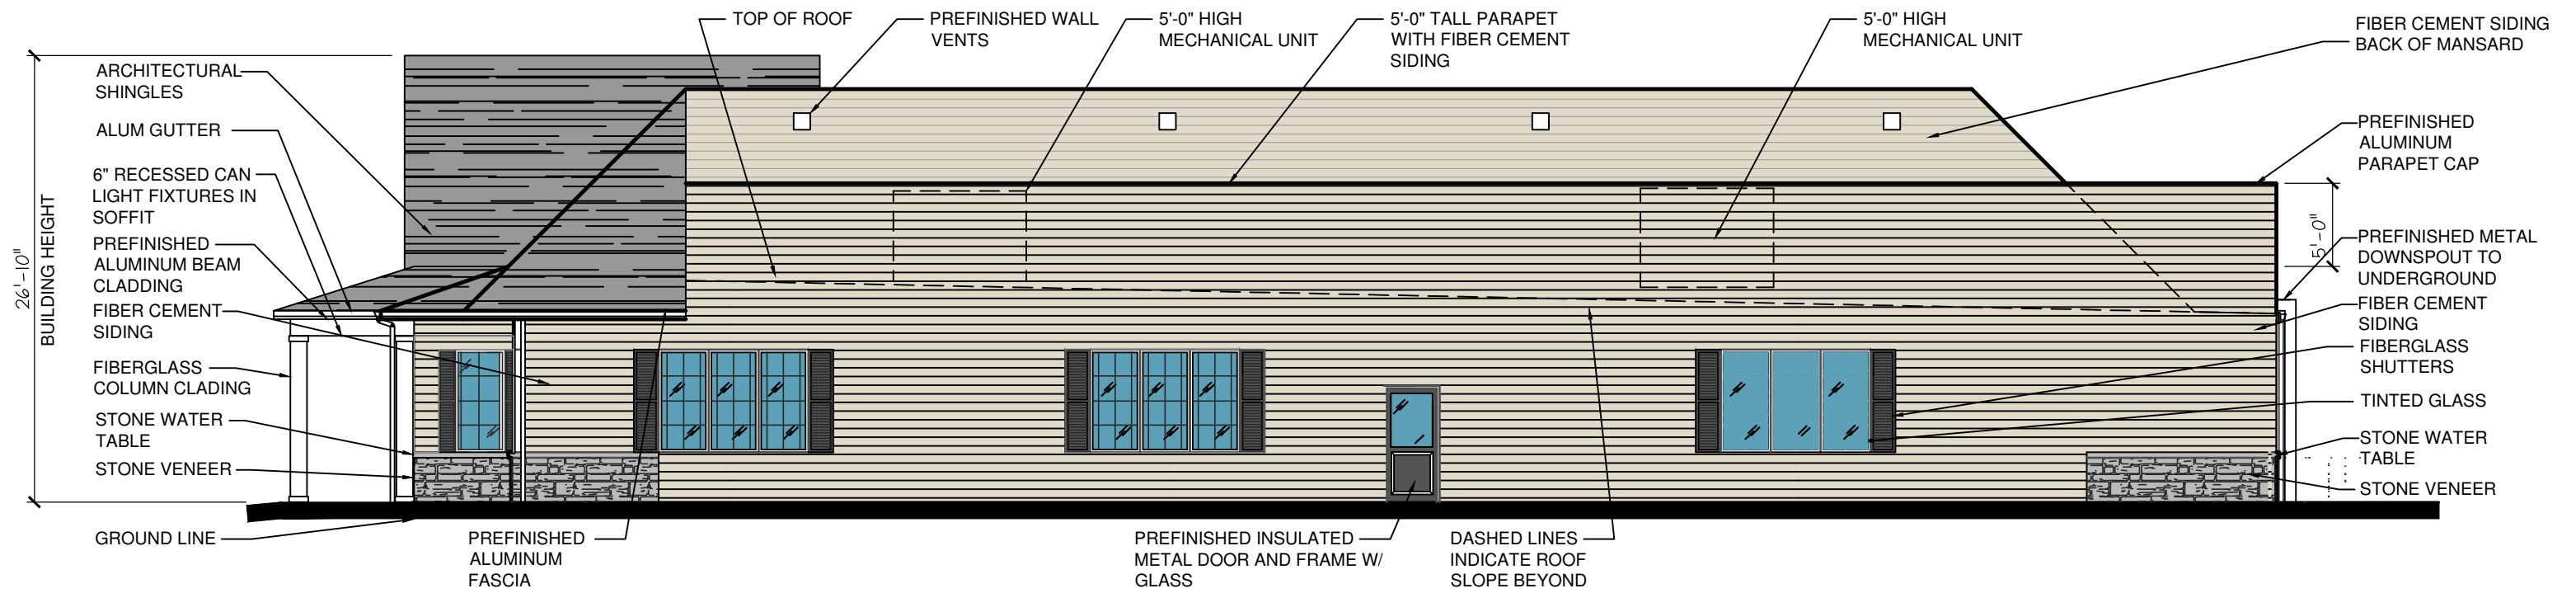 TOP OF ROOF
PREFINISHED WALL
VENTS
5'-0" HIGH
MECHANICAL UNIT
5'-0" TALL PARAPET
WITH FIBER CEMENT
SIDING
5'-0" HIGH
MECHANICAL UNIT
FIBER CEMENT SIDING
BACK OF MANSARD
ARCHITECTURAL
SHINGLES
ALUM GUTTER
6" RECESSED CAN
LIGHT FIXTURES IN
SOFFIT
PREFINISHED
ALUMINUM BEAM
CLADDING
FIBER CEMENT
SIDING
FIBERGLASS
COLUMN CLADING
STONE WATER
TABLE
STONE VENEER
GROUND LINE
26'-10"
BUILDING HEIGHT
PREFINISHED
ALUMINUM
PARAPET CAP
5'-0"
PREFINISHED METAL
DOWNSPOUT TO
UNDERGROUND
FIBER CEMENT
SIDING
FIBERGLASS
SHUTTERS
TINTED GLASS
STONE WATER
TABLE
STONE VENEER
PREFINISHED
ALUMINUM
FASCIA
PREFINISHED INSULATED
METAL DOOR AND FRAME W/
GLASS
DASHED LINES
INDICATE ROOF
SLOPE BEYOND